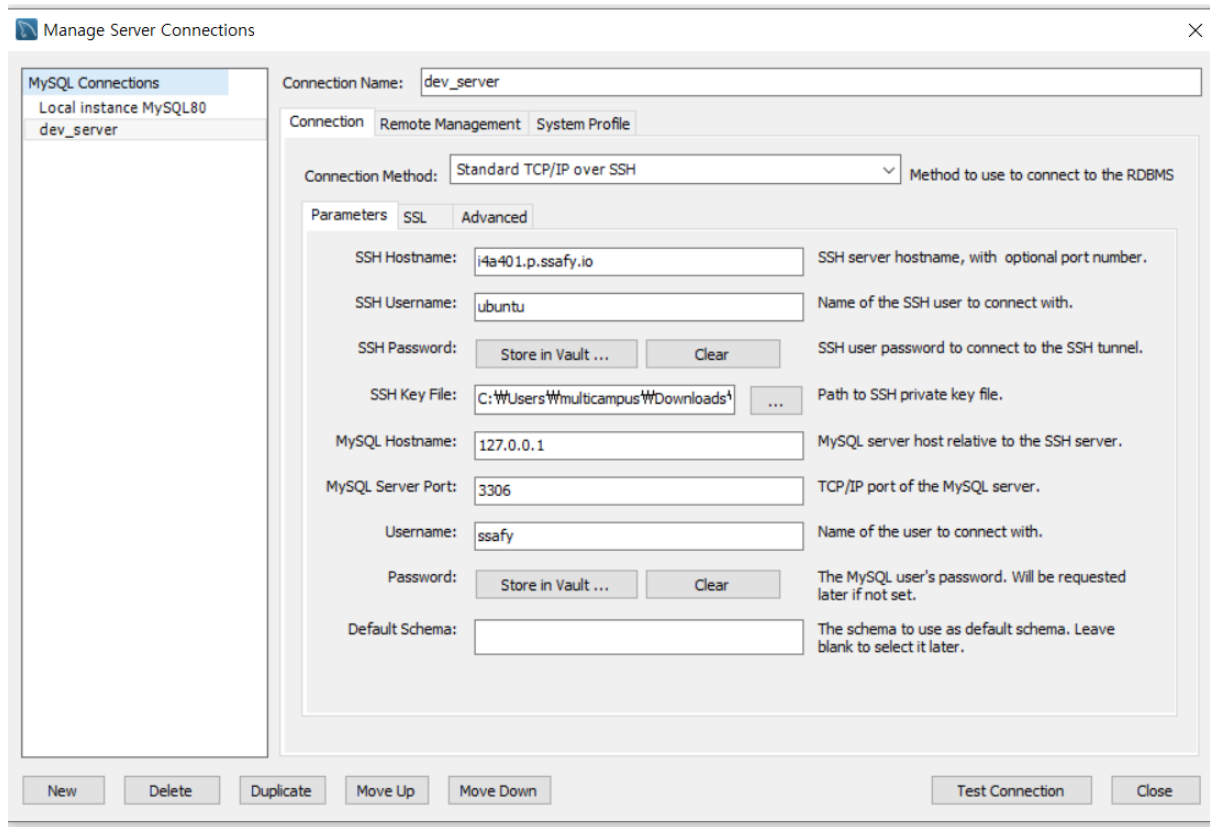 Manage Server Connections
MySQL Connections
Local instance MySQL80
dev_server
Connection Name: dev_server
Connection Remote Management System Profile
Connection Method: Standard TCP/IP over SSH Method to use to connect to the RDBMS
Parameters SSL Advanced
SSH Hostname: i4a401.p.ssafy.io SSH server hostname, with optional port number.
SSH Username: ubuntu Name of the SSH user to connect with.
SSH Password: Store in Vault ... Clear SSH user password to connect to the SSH tunnel.
SSH Key File: C:₩Users₩multicampus₩Downloads₩ ... Path to SSH private key file.
MySQL Hostname: 127.0.0.1 MySQL server host relative to the SSH server.
MySQL Server Port: 3306 TCP/IP port of the MySQL server.
Username: ssafy Name of the user to connect with.
Password: Store in Vault ... Clear The MySQL user's password. Will be requested
later if not set.
Default Schema: The schema to use as default schema. Leave
blank to select it later.
New Delete Duplicate Move Up Move Down Test Connection Close